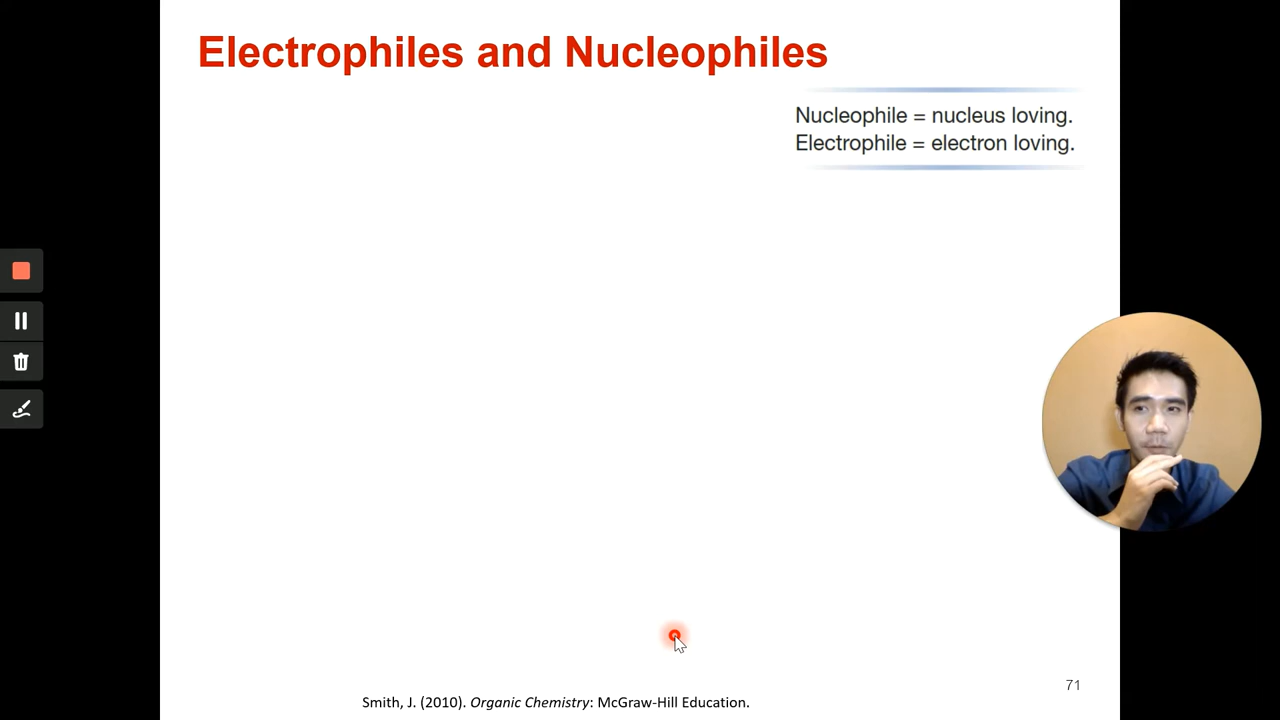 Electrophiles and Nucleophiles
Nucleophile = nucleus loving.
Electrophile = electron loving.
71
Smith, J. (2010). Organic Chemistry: McGraw-Hill Education.